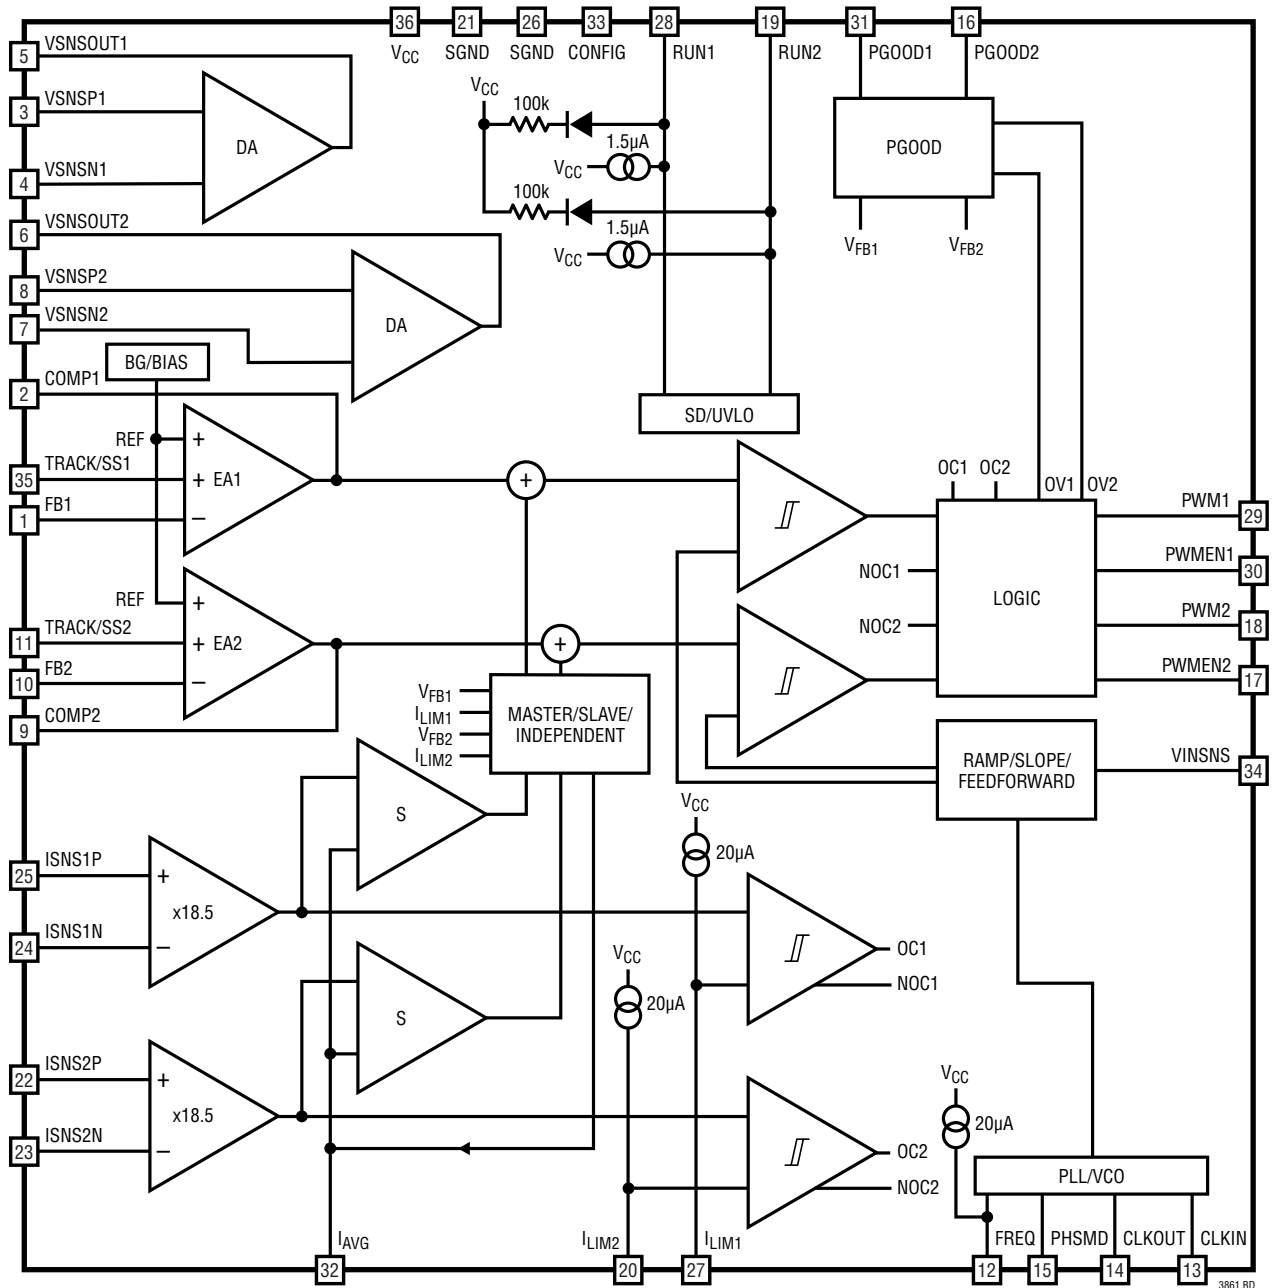 36
21
26
33
28
19
31
16
VCC
SGND
SGND
CONFIG
RUN1
RUN2
PGOOD1
PGOOD2
5
VSNSOUT1
3
VSNSP1
DA
4
VSNSN1
6
VSNSOUT2
8
VSNSP2
DA
7
VSNSN2
VCC
100k
1.5µA
VCC
100k
1.5µA
VCC
PGOOD
VFB1
VFB2
BG/BIAS
2
COMP1
SD/UVLO
REF
+
35
TRACK/SS1
+
EA1
1
FB1
−
+
OC1
OC2
OV1
OV2
PWM1
29
NOC1
PWMEN1
30
LOGIC
REF
+
11
TRACK/SS2
+
EA2
10
FB2
−
9
COMP2
+
NOC2
PWM2
18
PWMEN2
17
VFB1
ILIM1
VFB2
ILIM2
MASTER/SLAVE/
INDEPENDENT
RAMP/SLOPE/
FEEDFORWARD
VINSNS
34
S
VCC
20µA
25
ISNS1P
+
x18.5
24
ISNS1N
−
OC1
NOC1
VCC
20µA
S
22
ISNS2P
+
x18.5
23
ISNS2N
−
OC2
NOC2
VCC
20µA
PLL/VCO
IAVG
32
ILIM2
20
ILIM1
27
FREQ
12
PHSMD
15
CLKOUT
14
CLKIN
13
3861 BD